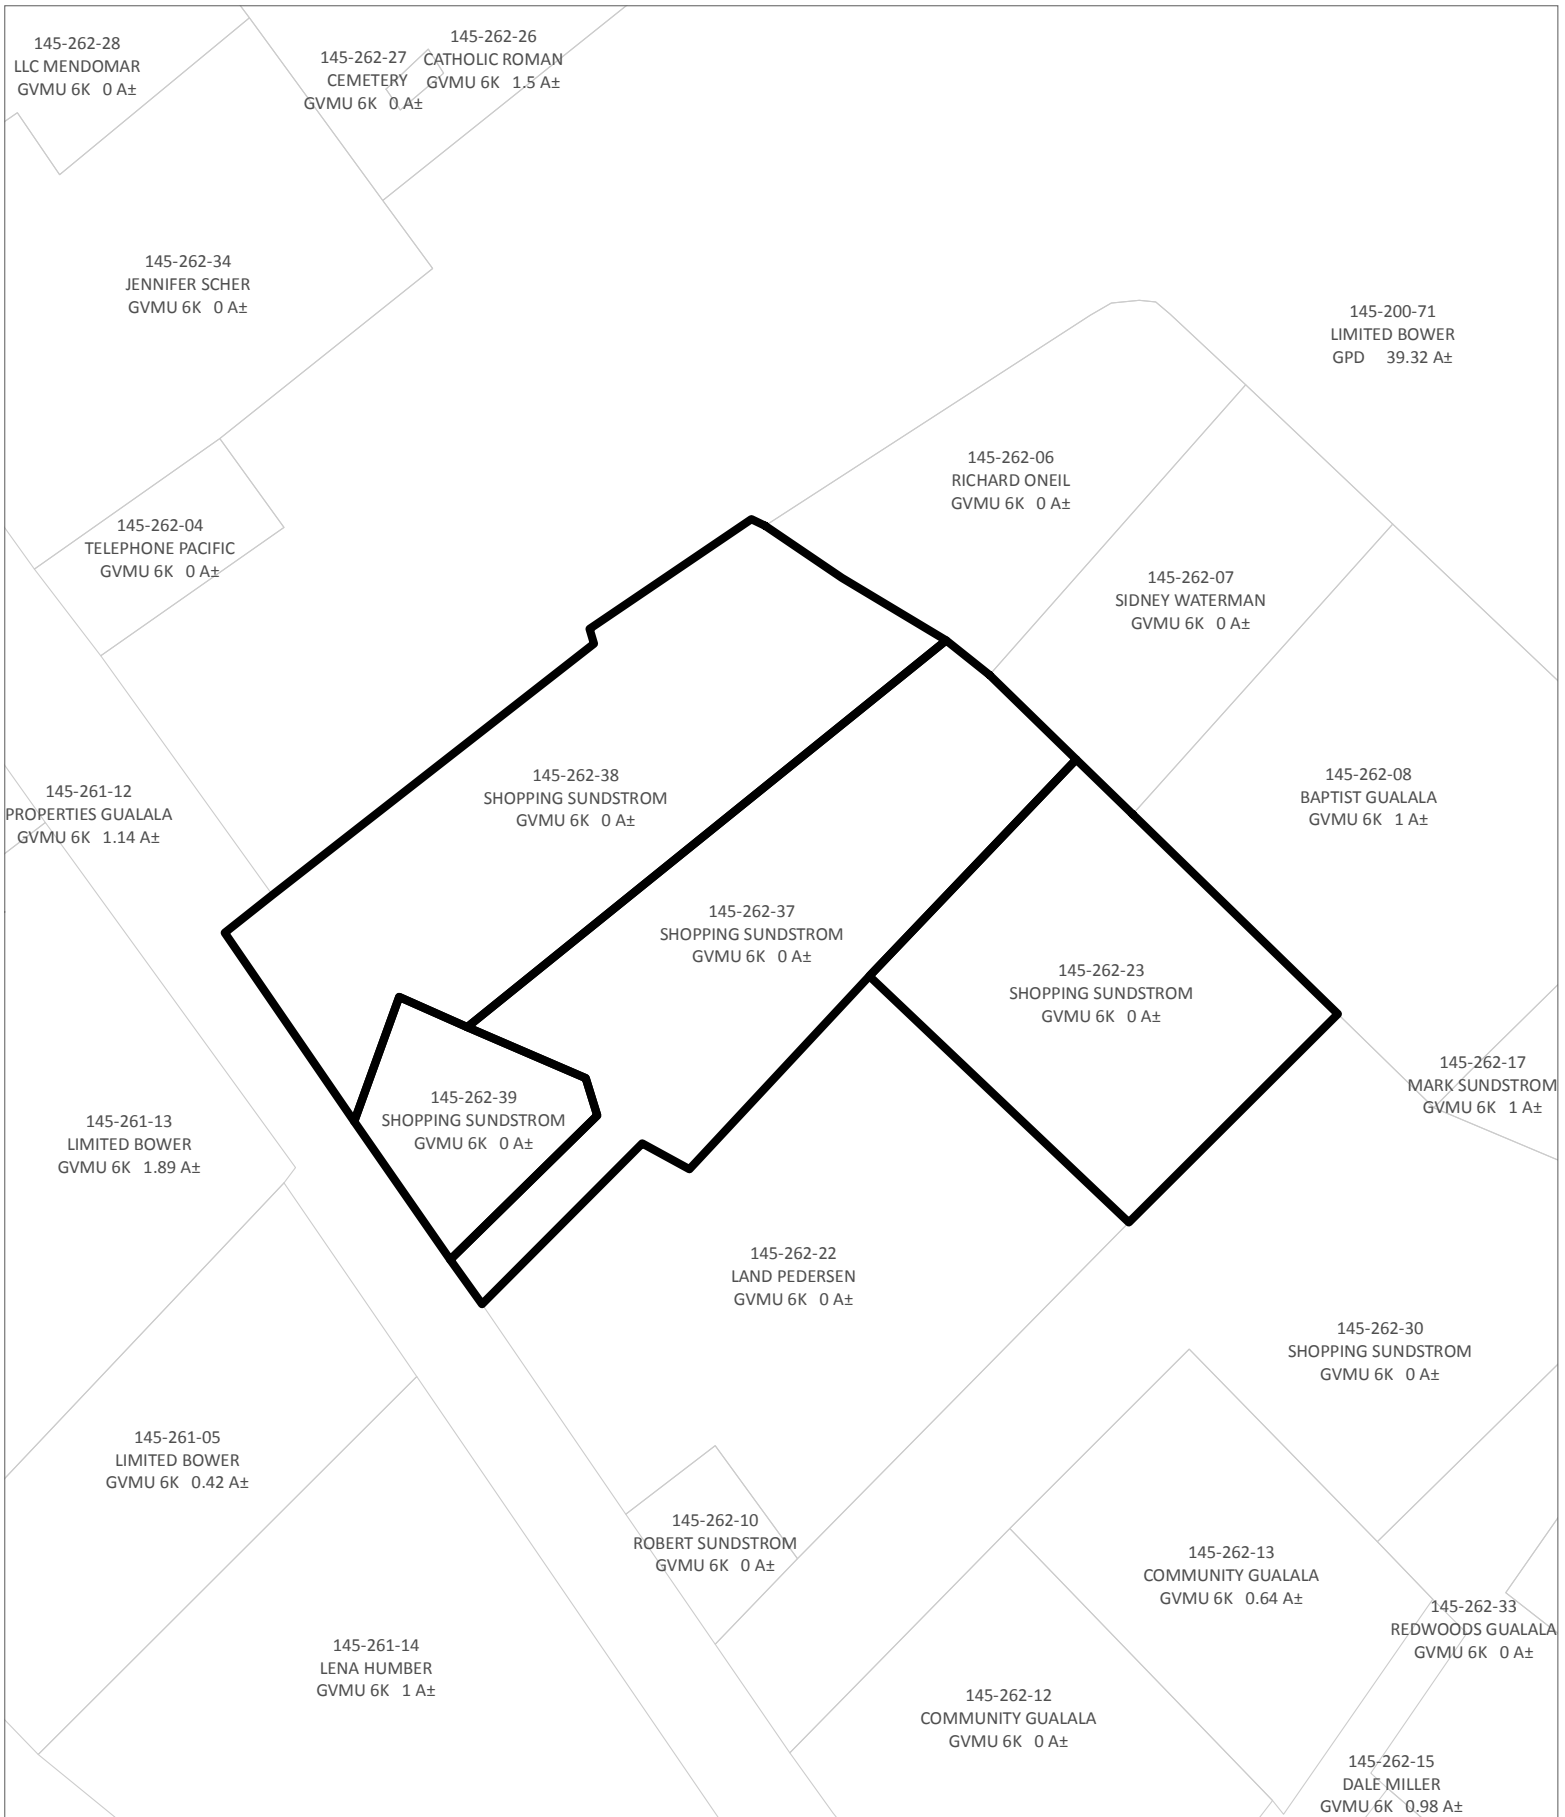 145-262-28
LLC MENDOMAR
GVMU 6K 0 A±
145-262-27
CEMETERY
GVMU 6K 0 A±
145-262-26
CATHOLIC ROMAN
GVMU 6K 1.5 A±
145-262-34
JENNIFER SCHER
GVMU 6K 0 A±
145-200-71
LIMITED BOWER
GPD 39.32 A±
145-262-06
RICHARD ONEIL
GVMU 6K 0 A±
145-262-04
TELEPHONE PACIFIC
GVMU 6K 0 A±
145-262-07
SIDNEY WATERMAN
GVMU 6K 0 A±
145-262-38
SHOPPING SUNDSTROM
GVMU 6K 0 A±
145-262-08
BAPTIST GUALALA
GVMU 6K 1 A±
145-261-12
PROPERTIES GUALALA
GVMU 6K 1.14 A±
145-262-37
SHOPPING SUNDSTROM
GVMU 6K 0 A±
145-262-23
SHOPPING SUNDSTROM
GVMU 6K 0 A±
145-262-17
MARK SUNDSTROM
GVMU 6K 1 A±
145-262-39
SHOPPING SUNDSTROM
GVMU 6K 0 A±
145-261-13
LIMITED BOWER
GVMU 6K 1.89 A±
145-262-22
LAND PEDERSEN
GVMU 6K 0 A±
145-262-30
SHOPPING SUNDSTROM
GVMU 6K 0 A±
145-261-05
LIMITED BOWER
GVMU 6K 0.42 A±
145-262-10
ROBERT SUNDSTROM
GVMU 6K 0 A±
145-262-13
COMMUNITY GUALALA
GVMU 6K 0.64 A±
145-262-33
REDWOODS GUALALA
GVMU 6K 0 A±
145-261-14
LENA HUMBER
GVMU 6K 1 A±
145-262-12
COMMUNITY GUALALA
GVMU 6K 0 A±
145-262-15
DALE MILLER
GVMU 6K 0.98 A±